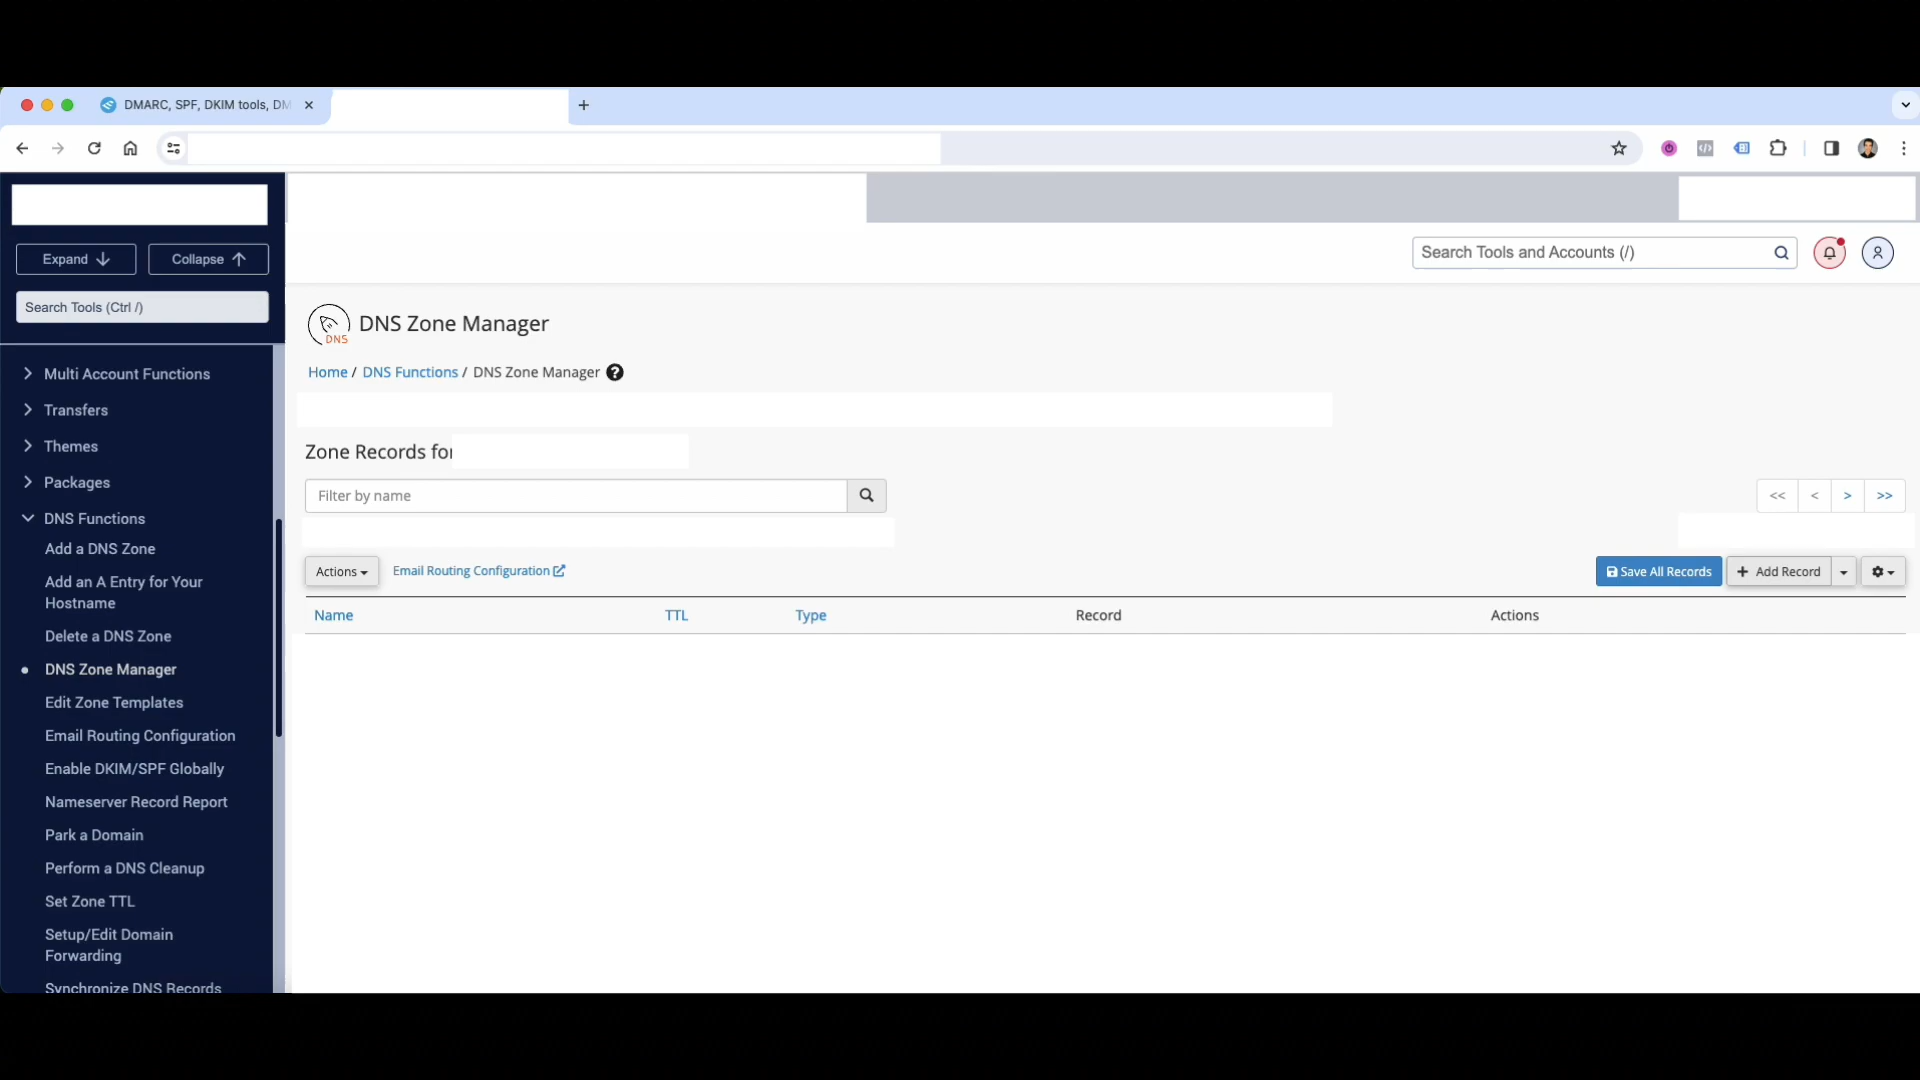 DMARC, SPF, DKIM tools, DM
Expand
Collapse
Search Tools (Ctrl /)
Search Tools and Accounts (/)
Multi Account Functions
Transfers
Themes
Packages
DNS Functions
Add a DNS Zone
Add an A Entry for Your
Hostname
Delete a DNS Zone
DNS Zone Manager
Edit Zone Templates
Email Routing Configuration
Enable DKIM/SPF Globally
Nameserver Record Report
Park a Domain
Perform a DNS Cleanup
Set Zone TTL
Setup/Edit Domain
Forwarding
Synchronize DNS Records
DNS
DNS Zone Manager
Home / DNS Functions / DNS Zone Manager ?
Zone Records for
Filter by name
<< < > >>
Actions Email Routing Configuration Save All Records + Add Record
Name TTL Type Record Actions